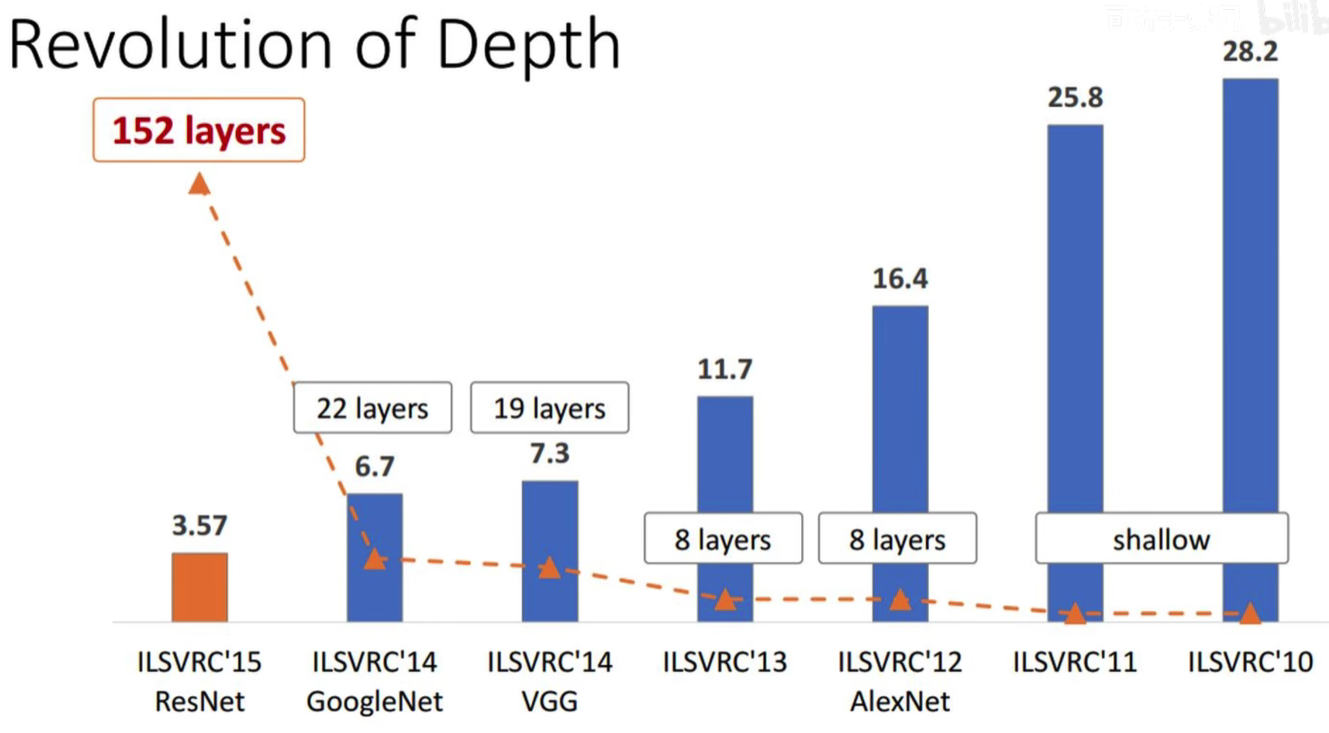 Revolution of Depth
28.2
25.8
152 layers
16.4
11.7
22 layers
19 layers
7.3
6.7
3.57
8 layers
8 layers
shallow
ILSVRC'15
ResNet
ILSVRC'14
GoogleNet
ILSVRC'14
VGG
ILSVRC'13
ILSVRC'12
AlexNet
ILSVRC'11
ILSVRC'10